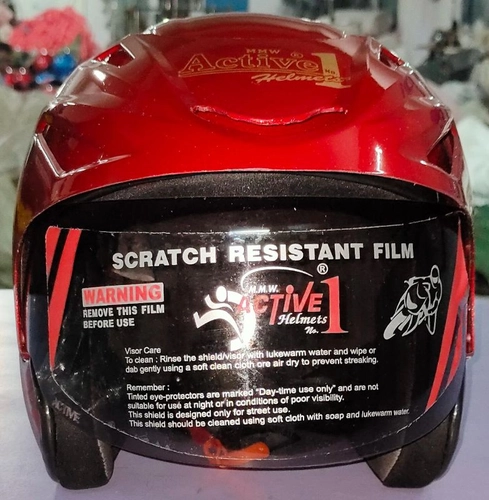 MMW
Active 1
No.
Helmets
SCRATCH RESISTANT FILM
WARNING
REMOVE THIS FILM
BEFORE USE
®
M.M.W.
ACTiVE 1
Helmets
No.
Visor Care
To clean : Rinse the shield/visor with lukewarm water and wipe or
dab gently using a soft clean cloth ore air dry to prevent streaking.
Remember :
Tinted eye-protectors are marked "Day-time use only" and are not
suitable for use at night or in conditions of poor visibility.
This shield is designed only for street use.
This shield should be cleaned using soft cloth with soap and lukewarm water.
ACTIVE